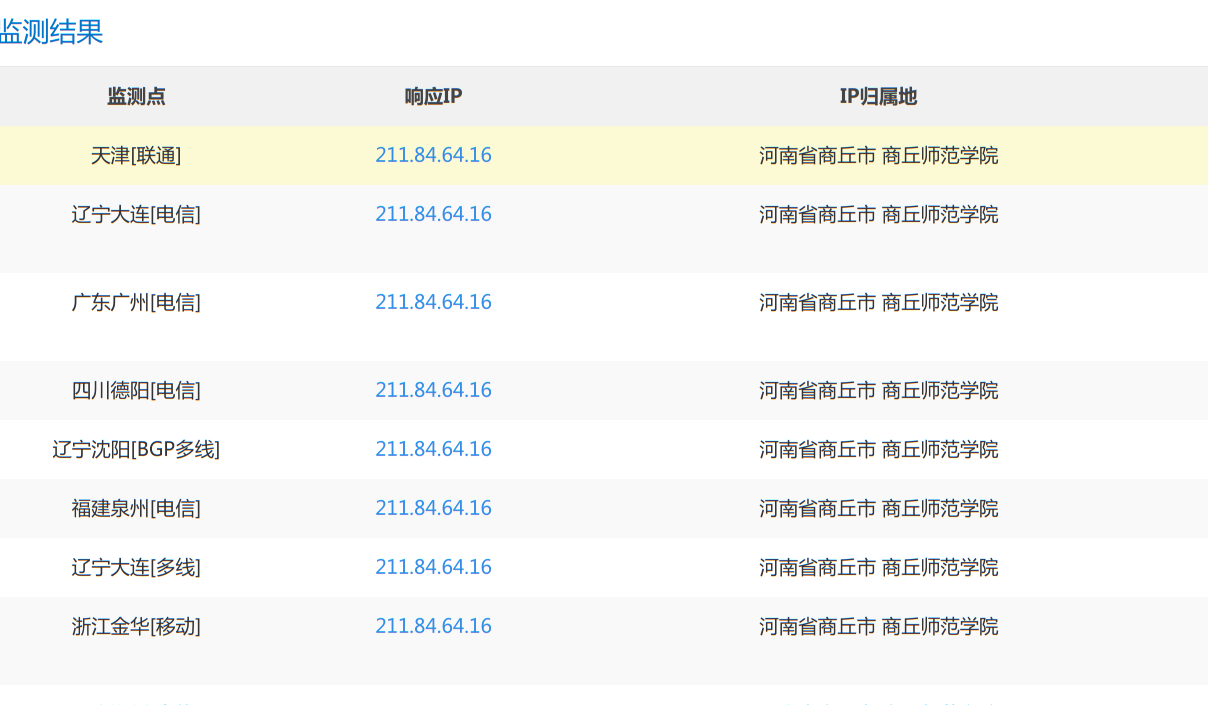 监测结果
监测点 响应IP IP归属地
天津[联通] 211.84.64.16 河南省商丘市 商丘师范学院
辽宁大连[电信] 211.84.64.16 河南省商丘市 商丘师范学院
广东广州[电信] 211.84.64.16 河南省商丘市 商丘师范学院
四川德阳[电信] 211.84.64.16 河南省商丘市 商丘师范学院
辽宁沈阳[BGP多线] 211.84.64.16 河南省商丘市 商丘师范学院
福建泉州[电信] 211.84.64.16 河南省商丘市 商丘师范学院
辽宁大连[多线] 211.84.64.16 河南省商丘市 商丘师范学院
浙江金华[移动] 211.84.64.16 河南省商丘市 商丘师范学院